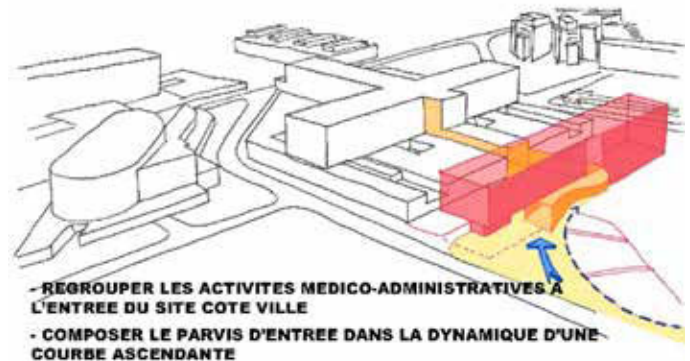 - REGROUPER LES ACTIVITES MEDICO-ADMINISTRATIVES A
L'ENTREE DU SITE COTE VILLE
- COMPOSER LE PARVIS D'ENTREE DANS LA DYNAMIQUE D'UNE
COURBE ASCENDANTE